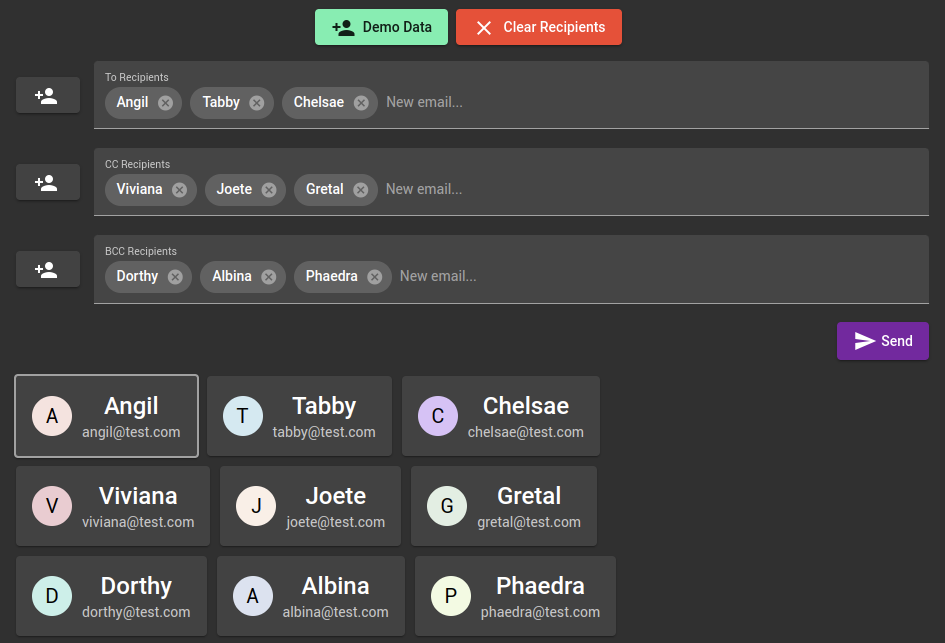 Demo Data Clear Recipients
To Recipients
Angil Tabby Chelsae New email...
CC Recipients
Viviana Joete Gretal New email...
BCC Recipients
Dorthy Albina Phaedra New email...
Send
A Angil T Tabby C Chelsae
angil@test.com tabby@test.com chelsae@test.com
V Viviana J Joete G Gretal
viviana@test.com joete@test.com gretal@test.com
D Dorthy A Albina P Phaedra
dorthy@test.com albina@test.com phaedra@test.com